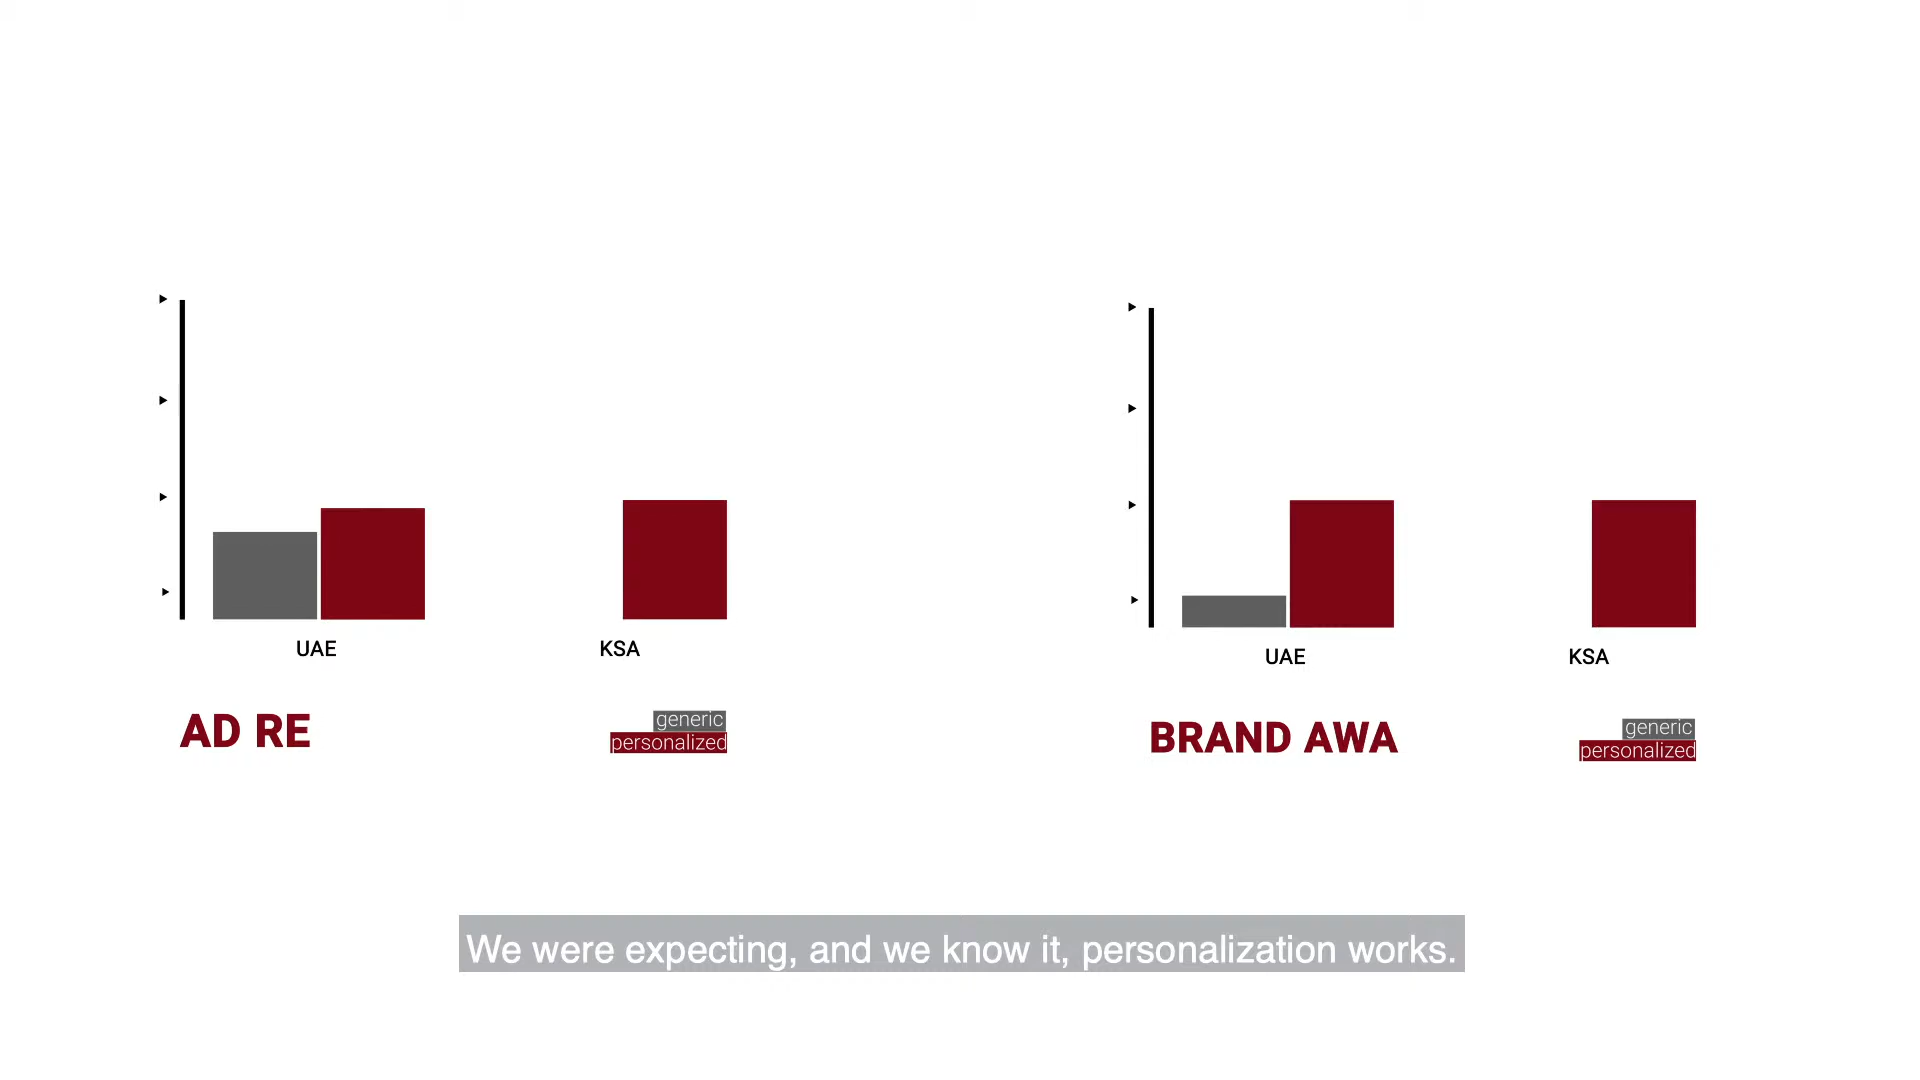 UAE
KSA
AD RE
generic
personalized
UAE
KSA
BRAND AWA
generic
personalized
We were expecting, and we know it, personalization works.